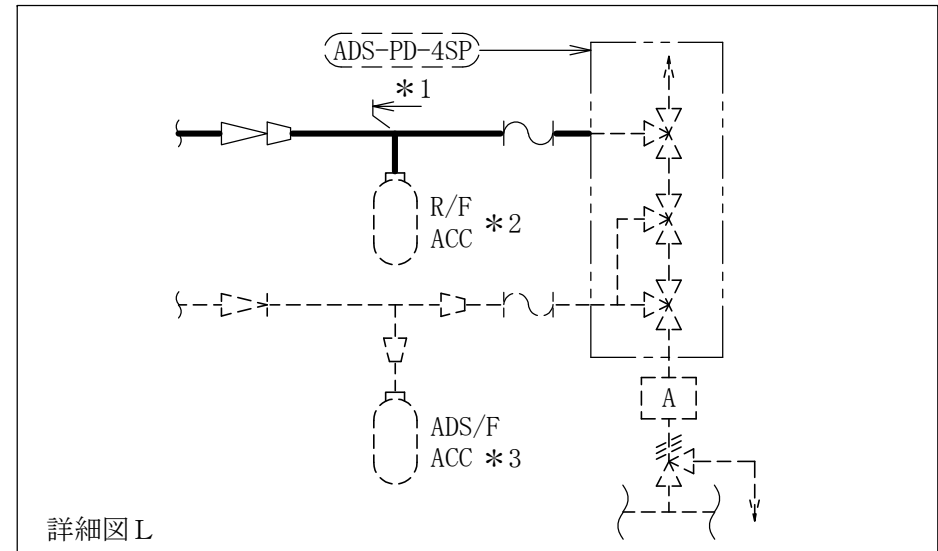 ADS-PD-4SP
*1
R/F
ACC *2
ADS/F
ACC *3
A
詳細図L